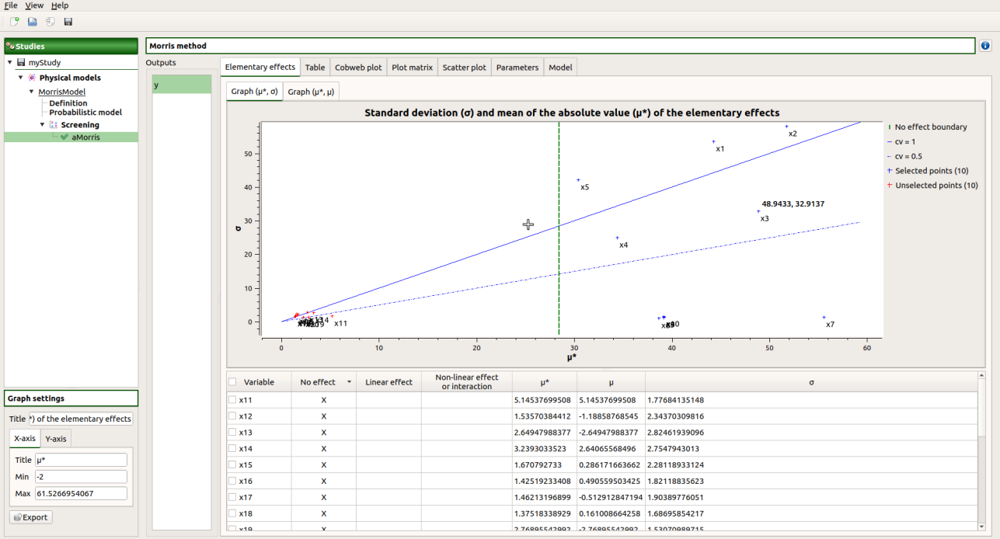 File View Help
Studies
myStudy
Physical models
MorrisModel
Definition
Probabilistic model
Screening
aMorris
Morris method
Outputs
y
Elementary effects Table Cobweb plot Plot matrix Scatter plot Parameters Model
Graph (μ*, σ) Graph (μ*, μ)
Standard deviation (σ) and mean of the absolute value (μ*) of the elementary effects
σ
50
40
30
20
10
0
x2
x1
x5
48.9433, 32.9137
x3
x4
x11
x7
0 10 20 30 40 50 60
μ*
No effect boundary
cv = 1
cv = 0.5
Selected points (10)
Unselected points (10)
Graph settings
Title *) of the elementary effects
X-axis Y-axis
Title μ*
Min -2
Max 61.5266954067
Export
Variable No effect Linear effect Non-linear effect or interaction μ* μ σ
x11 X 5.14537699508 5.14537699508 1.77684135148
x12 X 1.53570384412 -1.18858768545 2.34370309816
x13 X 2.64947988377 -2.64947988377 2.82461939096
x14 X 3.2393033523 2.64065568496 2.7547943013
x15 X 1.670792733 0.286171663662 2.28118933124
x16 X 1.42519233408 0.490559503425 1.82118835623
x17 X 1.46213196899 -0.512912847194 1.90389776051
x18 X 1.37518338929 0.161008664258 1.68695854217
x19 X 2.76895542992 -2.76895542992 1.53070989715